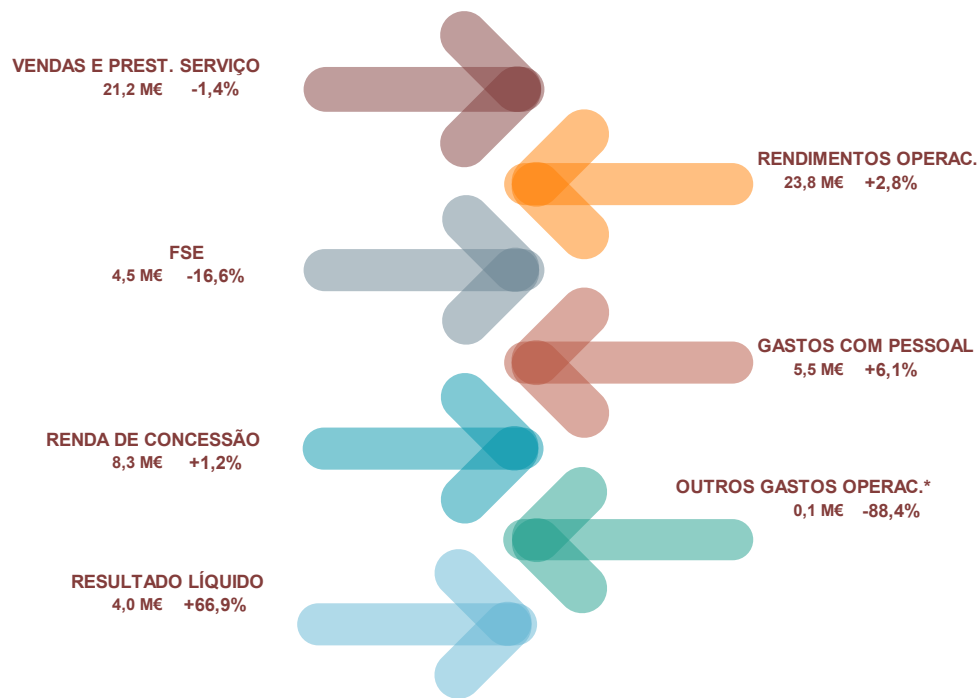 VENDAS E PREST. SERVIÇO
21,2 M€ -1,4%
RENDIMENTOS OPERAC.
23,8 M€ +2,8%
FSE
4,5 M€ -16,6%
GASTOS COM PESSOAL
5,5 M€ +6,1%
RENDA DE CONCESSÃO
8,3 M€ +1,2%
OUTROS GASTOS OPERAC.*
0,1 M€ -88,4%
RESULTADO LÍQUIDO
4,0 M€ +66,9%